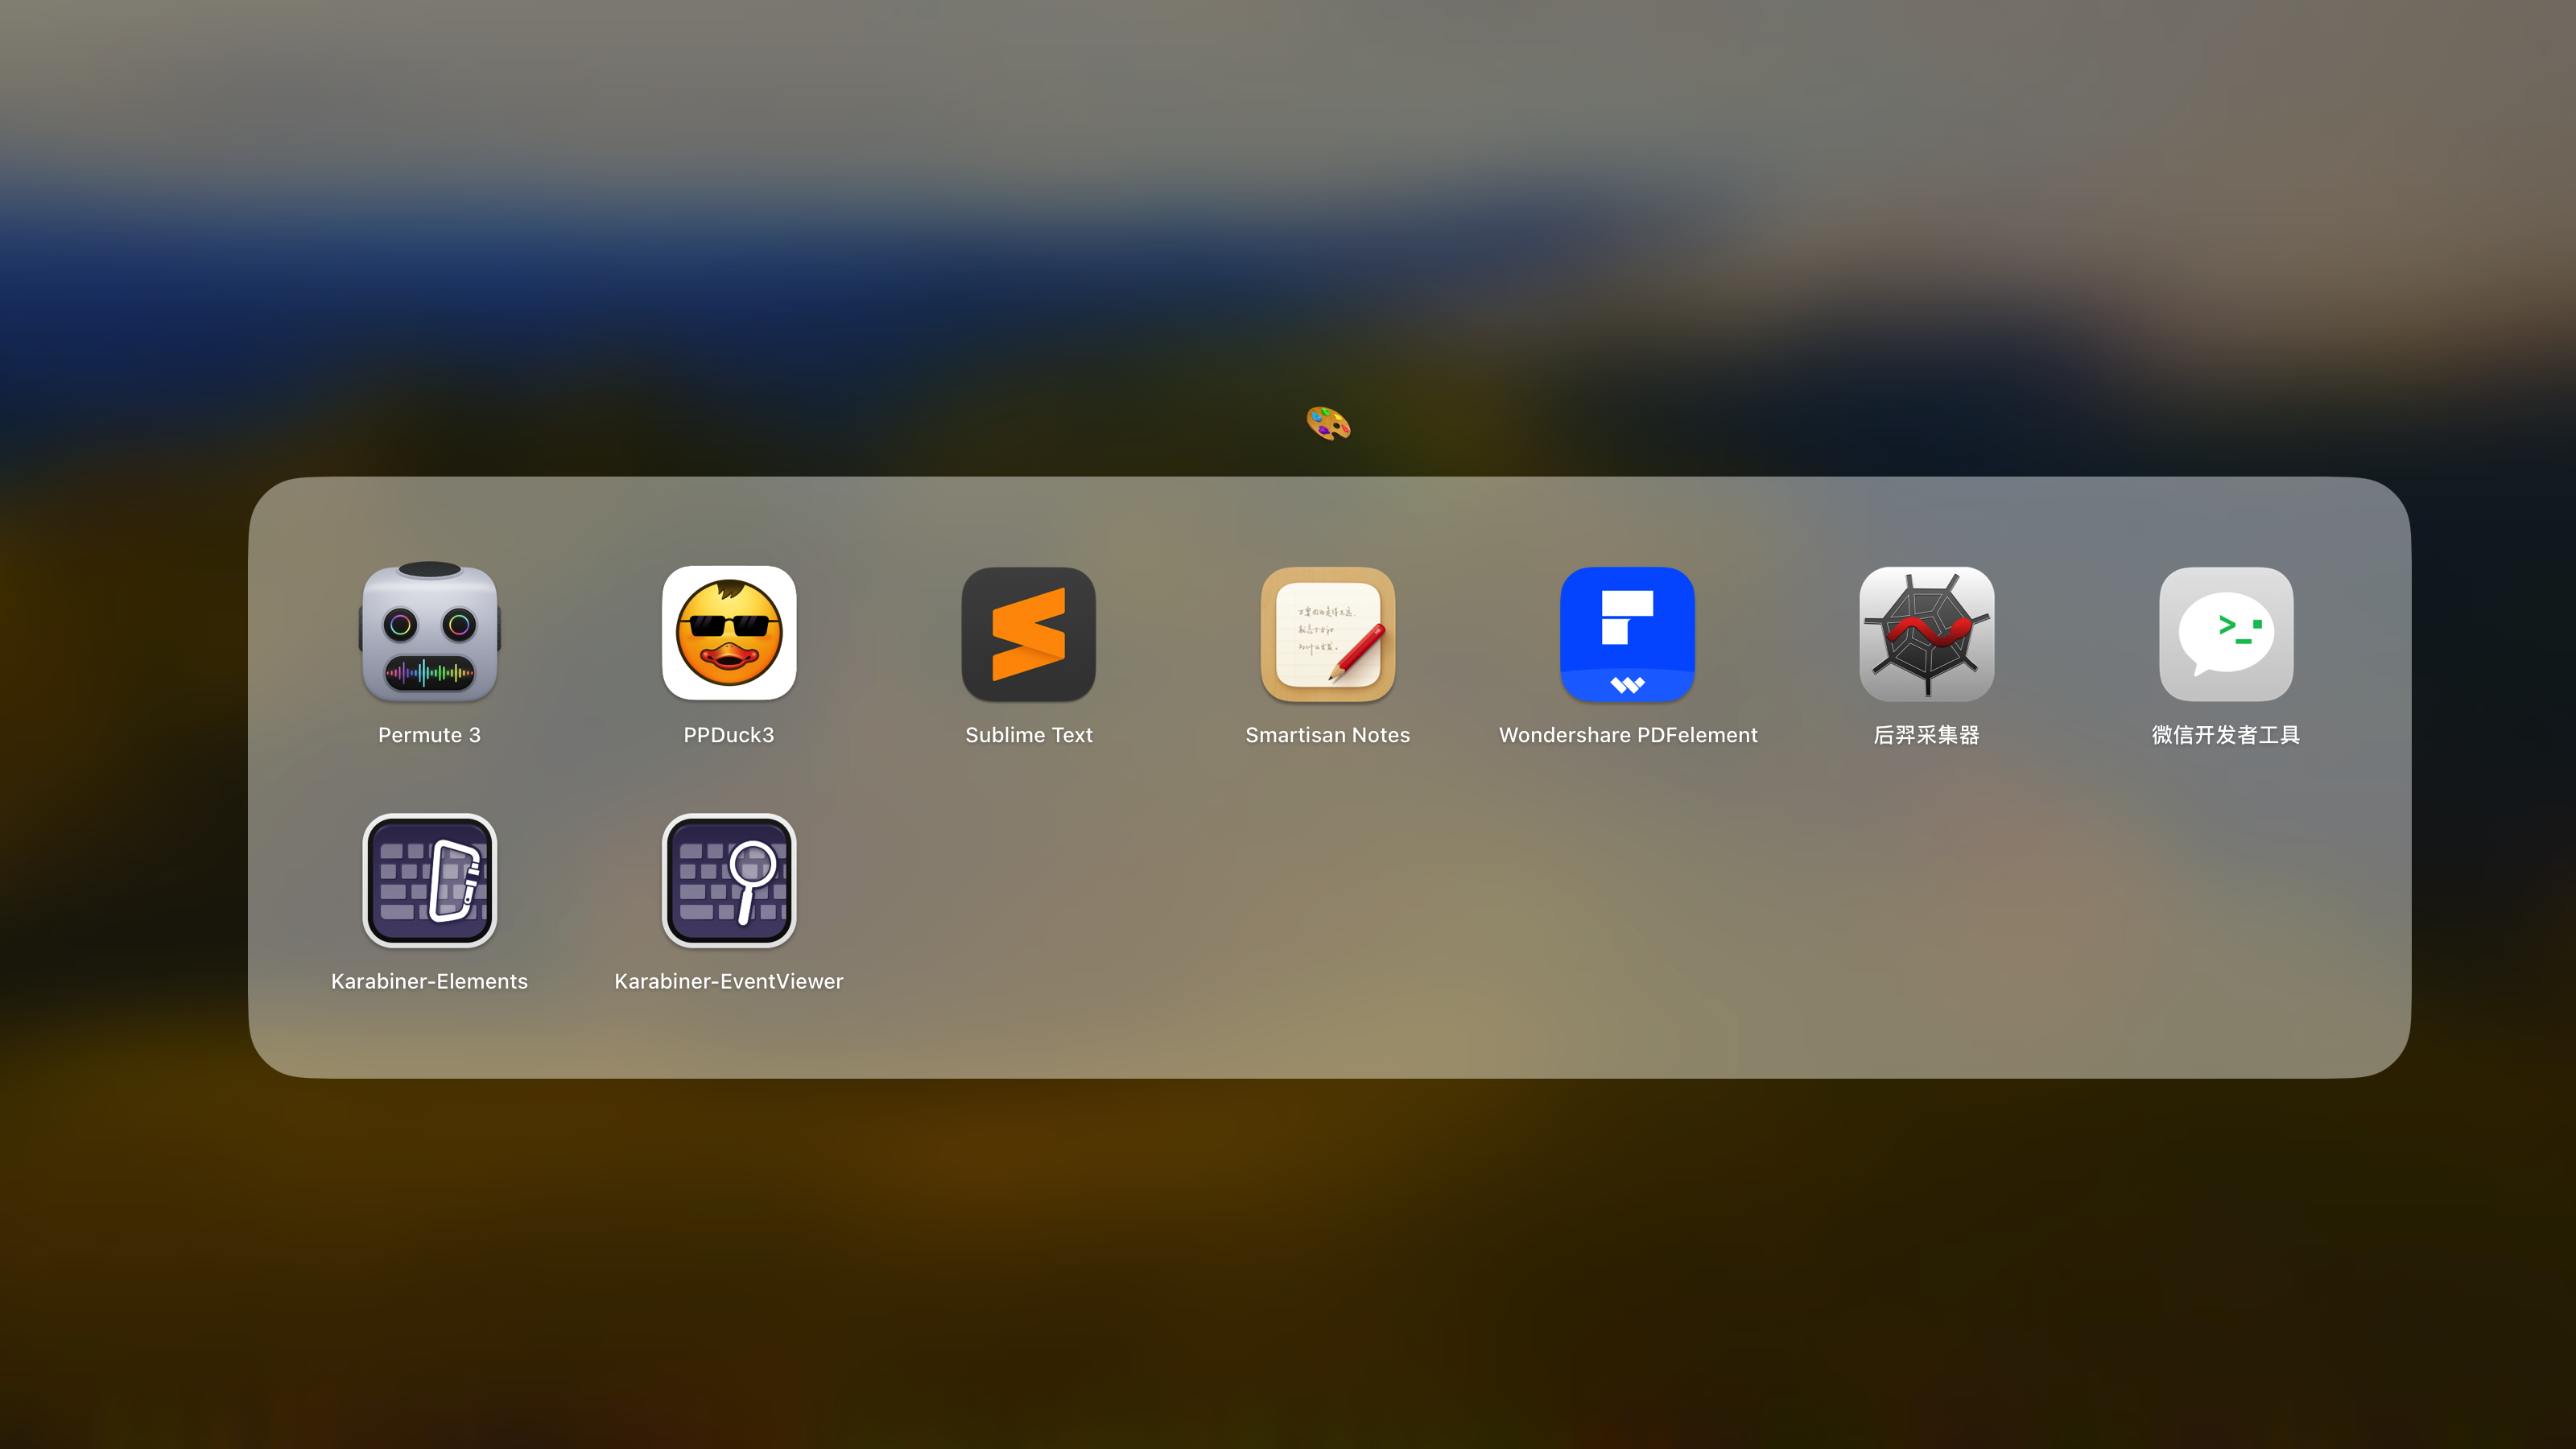 Permute 3
PPDuck3
Sublime Text
Smartisan Notes
Wondershare PDFelement
后羿采集器
微信开发者工具
Karabiner-Elements
Karabiner-EventViewer